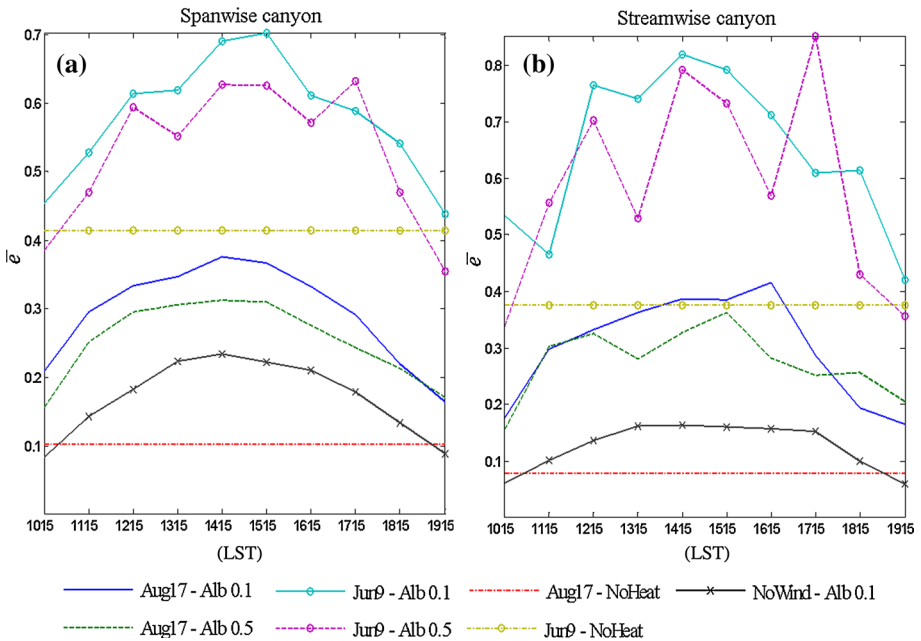 Spanwise canyon
Streamwise canyon
(a)
(b)
0.7
0.6
0.5
0.4
0.3
0.2
0.1
e
0.8
0.7
0.6
0.5
0.4
0.3
0.2
0.1
e
1015 1115 1215 1315 1415 1515 1615 1715 1815 1915
1015 1115 1215 1315 1415 1515 1615 1715 1815 1915
(LST)
(LST)
Aug17 - Alb 0.1
Jun9 - Alb 0.1
Aug17 - NoHeat
NoWind - Alb 0.1
Aug17 - Alb 0.5
Jun9 - Alb 0.5
Jun9 - NoHeat